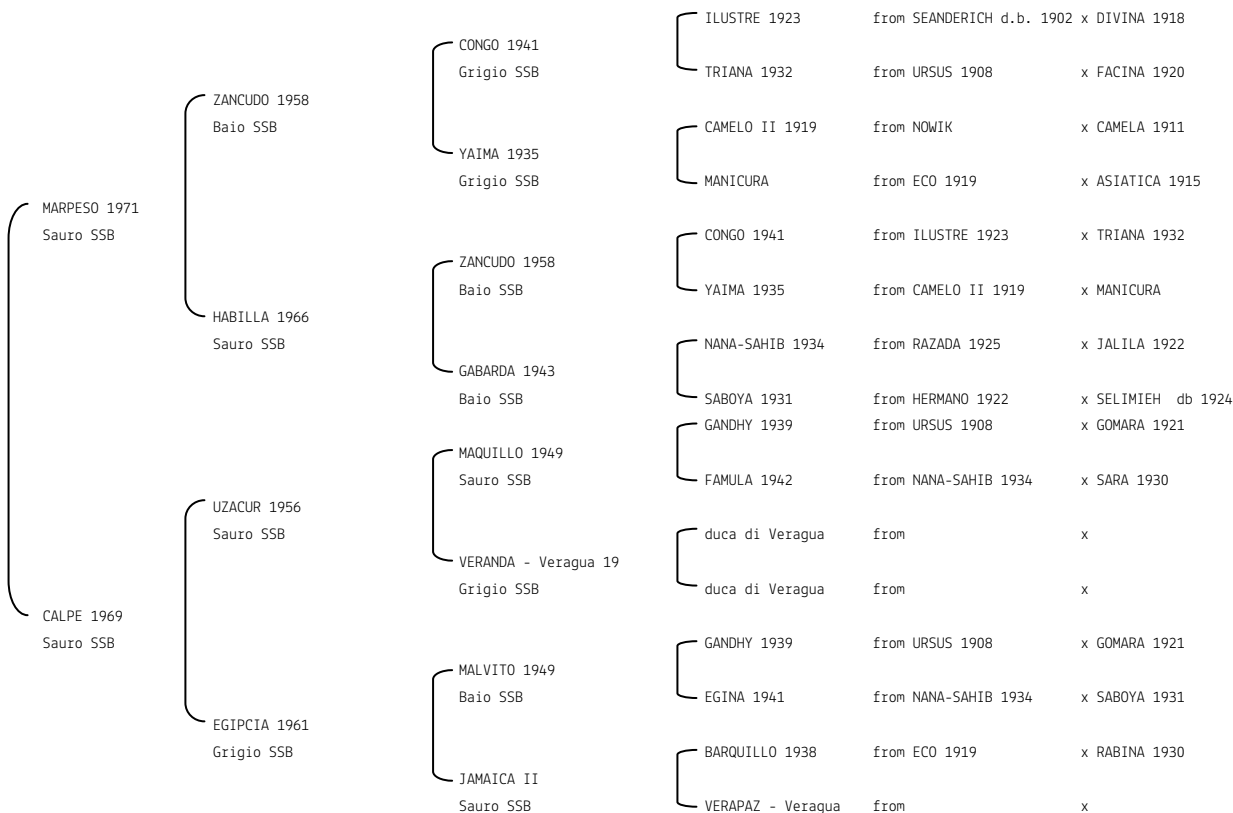 ILUSTRE 1923 from SEANDERICH d.b. 1902 x DIVINA 1918
CONGO 1941
Grigio SSB TRIANA 1932 from URSUS 1908 x FACINA 1920
ZANCUDO 1958
Baio SSB CAMELO II 1919 from NOWIK x CAMELA 1911
YAIMA 1935
Grigio SSB MANICURA from ECO 1919 x ASIATICA 1915
MARPESO 1971
Sauro SSB CONGO 1941 from ILUSTRE 1923 x TRIANA 1932
ZANCUDO 1958
Baio SSB YAIMA 1935 from CAMELO II 1919 x MANICURA
HABILLA 1966
Sauro SSB NANA-SAHIB 1934 from RAZADA 1925 x JALILA 1922
GABARDA 1943
Baio SSB SABOYA 1931 from HERMANO 1922 x SELIMIEH db 1924
GANDHY 1939 from URSUS 1908 x GOMARA 1921
MAQUILLO 1949
Sauro SSB FAMULA 1942 from NANA-SAHIB 1934 x SARA 1930
UZACUR 1956
Sauro SSB duca di Veragua from x
VERANDA - Veragua 19
Grigio SSB duca di Veragua from x
CALPE 1969
Sauro SSB GANDHY 1939 from URSUS 1908 x GOMARA 1921
MALVITO 1949
Baio SSB EGINA 1941 from NANA-SAHIB 1934 x SABOYA 1931
EGIPCIA 1961
Grigio SSB BARQUILLO 1938 from ECO 1919 x RABINA 1930
JAMAICA II
Sauro SSB VERAPAZ - Veragua from x